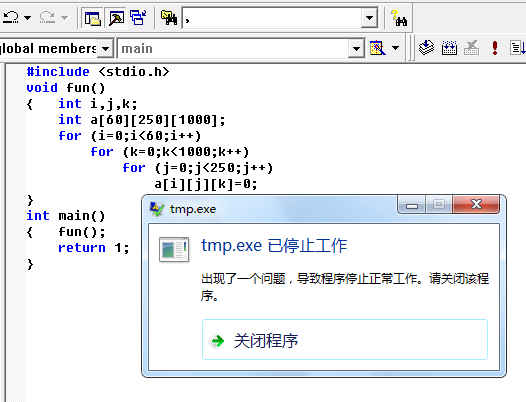 ,
global members
main
#include <stdio.h>
void fun()
{   int i,j,k;
    int a[60][250][1000];
    for (i=0;i<60;i++)
        for (k=0;k<1000;k++)
            for (j=0;j<250;j++)
                a[i][j][k]=0;
}
int main()
{   fun();
    return 1;
}
tmp.exe
tmp.exe 已停止工作
出现了一个问题，导致程序停止正常工作。请关闭该程
序。
关闭程序